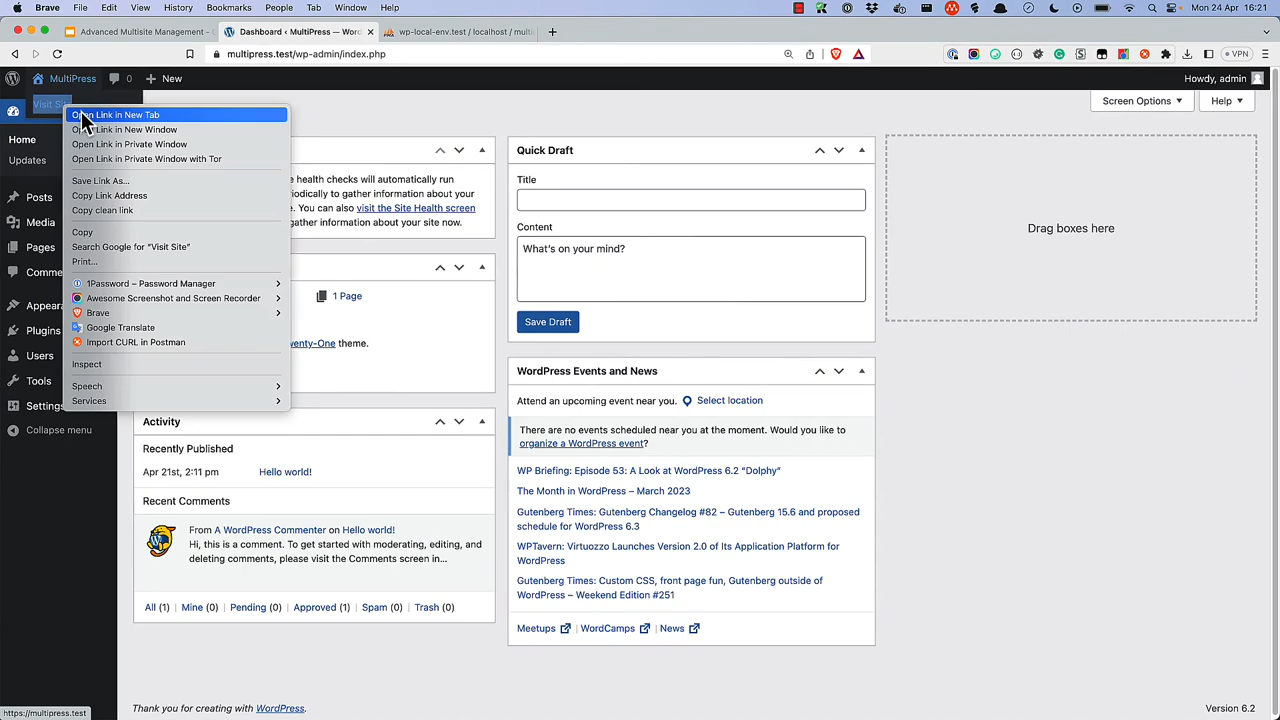 Brave File Edit View History Bookmarks People Tab Window Help Mon 24 Apr 16:21
Advanced Multisite Management - Dashboard ‹ MultiPress — Wor wp-local-env.test / localhost / multi
multipress.test/wp-admin/index.php VPN
MultiPress 0 New Howdy, admin
Visit Site
Screen Options Help
Open Link in New Tab
Open Link in New Window
Open Link in Private Window
Open Link in Private Window with Tor
Save Link As...
Copy Link Address
Copy clean link
Copy
Search Google for "Visit Site"
Print...
1Password – Password Manager
Awesome Screenshot and Screen Recorder
Brave
Google Translate
Import CURL in Postman
Inspect
Speech
Services
Home
Updates
Posts
Media
Pages
Comme
Appeara
Plugins
Users
Tools
Settings
Collapse menu
health checks will automatically run
periodically to gather information about your
You can also visit the Site Health screen
gather information about your site now.
1 Page
wenty-One theme.
Activity
Recently Published
Apr 21st, 2:11 pm Hello world!
Recent Comments
From A WordPress Commenter on Hello world!
Hi, this is a comment. To get started with moderating, editing, and
deleting comments, please visit the Comments screen in...
All (1) | Mine (0) | Pending (0) | Approved (1) | Spam (0) | Trash (0)
Quick Draft
Title
Content
What's on your mind?
Save Draft
WordPress Events and News
Attend an upcoming event near you. Select location
There are no events scheduled near you at the moment. Would you like to
organize a WordPress event?
WP Briefing: Episode 53: A Look at WordPress 6.2 "Dolphy"
The Month in WordPress – March 2023
Gutenberg Times: Gutenberg Changelog #82 – Gutenberg 15.6 and proposed
schedule for WordPress 6.3
WPTavern: Virtuozzo Launches Version 2.0 of Its Application Platform for
WordPress
Gutenberg Times: Custom CSS, front page fun, Gutenberg outside of
WordPress – Weekend Edition #251
Meetups | WordCamps | News
Drag boxes here
Thank you for creating with WordPress. Version 6.2
https://multipress.test